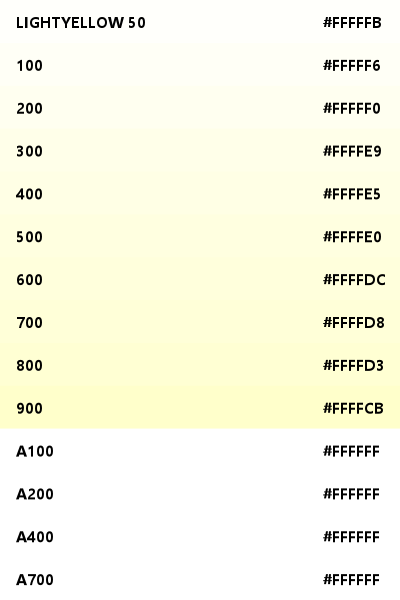 LIGHTYELLOW 50 #FFFFFB
100 #FFFFF6
200 #FFFFF0
300 #FFFFE9
400 #FFFFE5
500 #FFFFE0
600 #FFFFDC
700 #FFFFD8
800 #FFFFD3
900 #FFFFCB
A100 #FFFFFF
A200 #FFFFFF
A400 #FFFFFF
A700 #FFFFFF